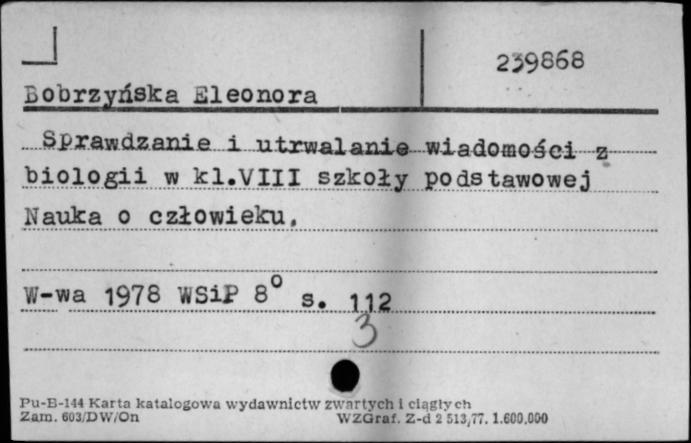 239868
Bobrzyńska Eleonora
Sprawdzanie i utrwalanie wiadomości z
biologii w kl.VIII szkoły podstawowej
Nauka o człowieku.
W-wa 1978 WSiP 8° s. 112
3
Pu-B-144 Karta katalogowa wydawnictw zwartych i ciągłych
Zam. 603/DW/On WZGraf. Z-d 2 513/77. 1.600.000